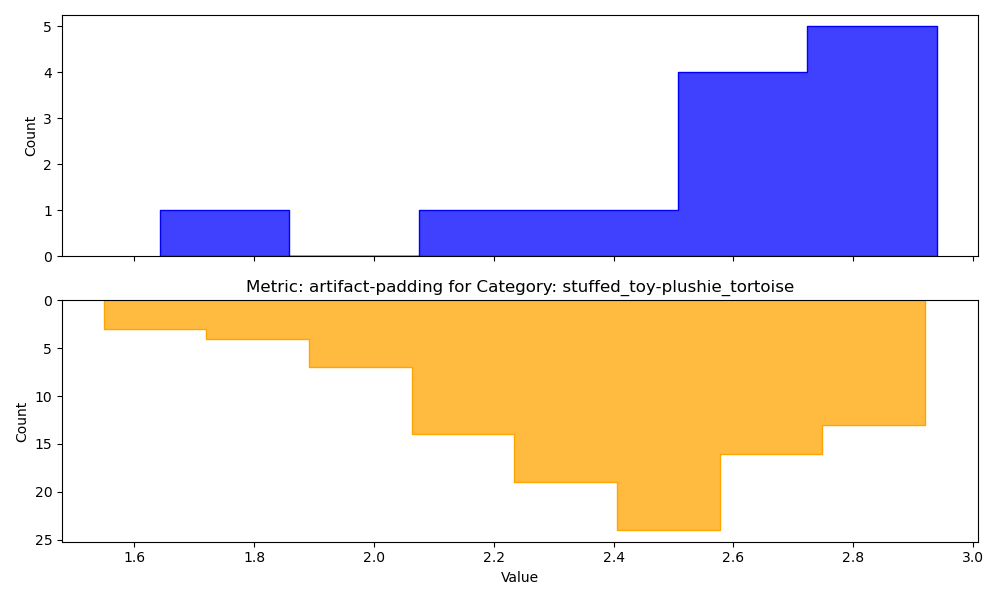 5
4
3
2
1
0
Count
Metric: artifact-padding for Category: stuffed_toy-plushie_tortoise
0
5
10
15
20
25
Count
1.6 1.8 2.0 2.2 2.4 2.6 2.8 3.0
Value